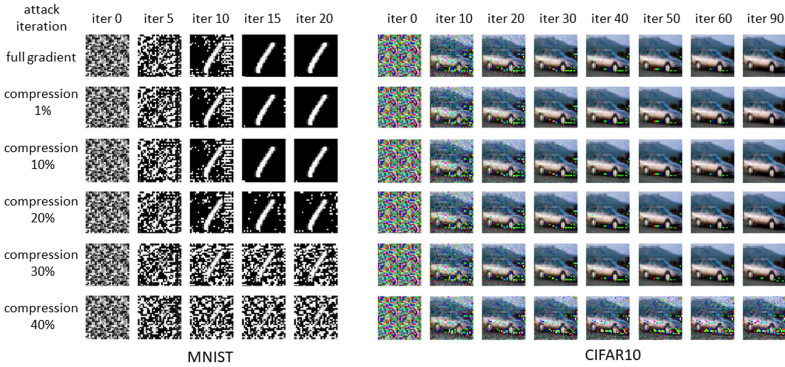 attack
iteration
iter 0 iter 5 iter 10 iter 15 iter 20 iter 0 iter 10 iter 20 iter 30 iter 40 iter 50 iter 60 iter 90
full gradient
compression
1%
compression
10%
compression
20%
compression
30%
compression
40%
MNIST CIFAR10